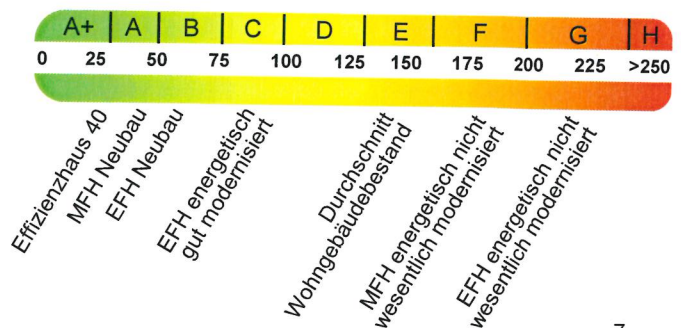 A+ A B C D E F G H
0 25 50 75 100 125 150 175 200 225 >250
Effizienzhaus 40
MFH Neubau
EFH Neubau
EFH energetisch
gut modernisiert
Durchschnitt
Wohngebäudebestand
MFH energetisch nicht
wesentlich modernisiert
EFH energetisch nicht
wesentlich modernisiert